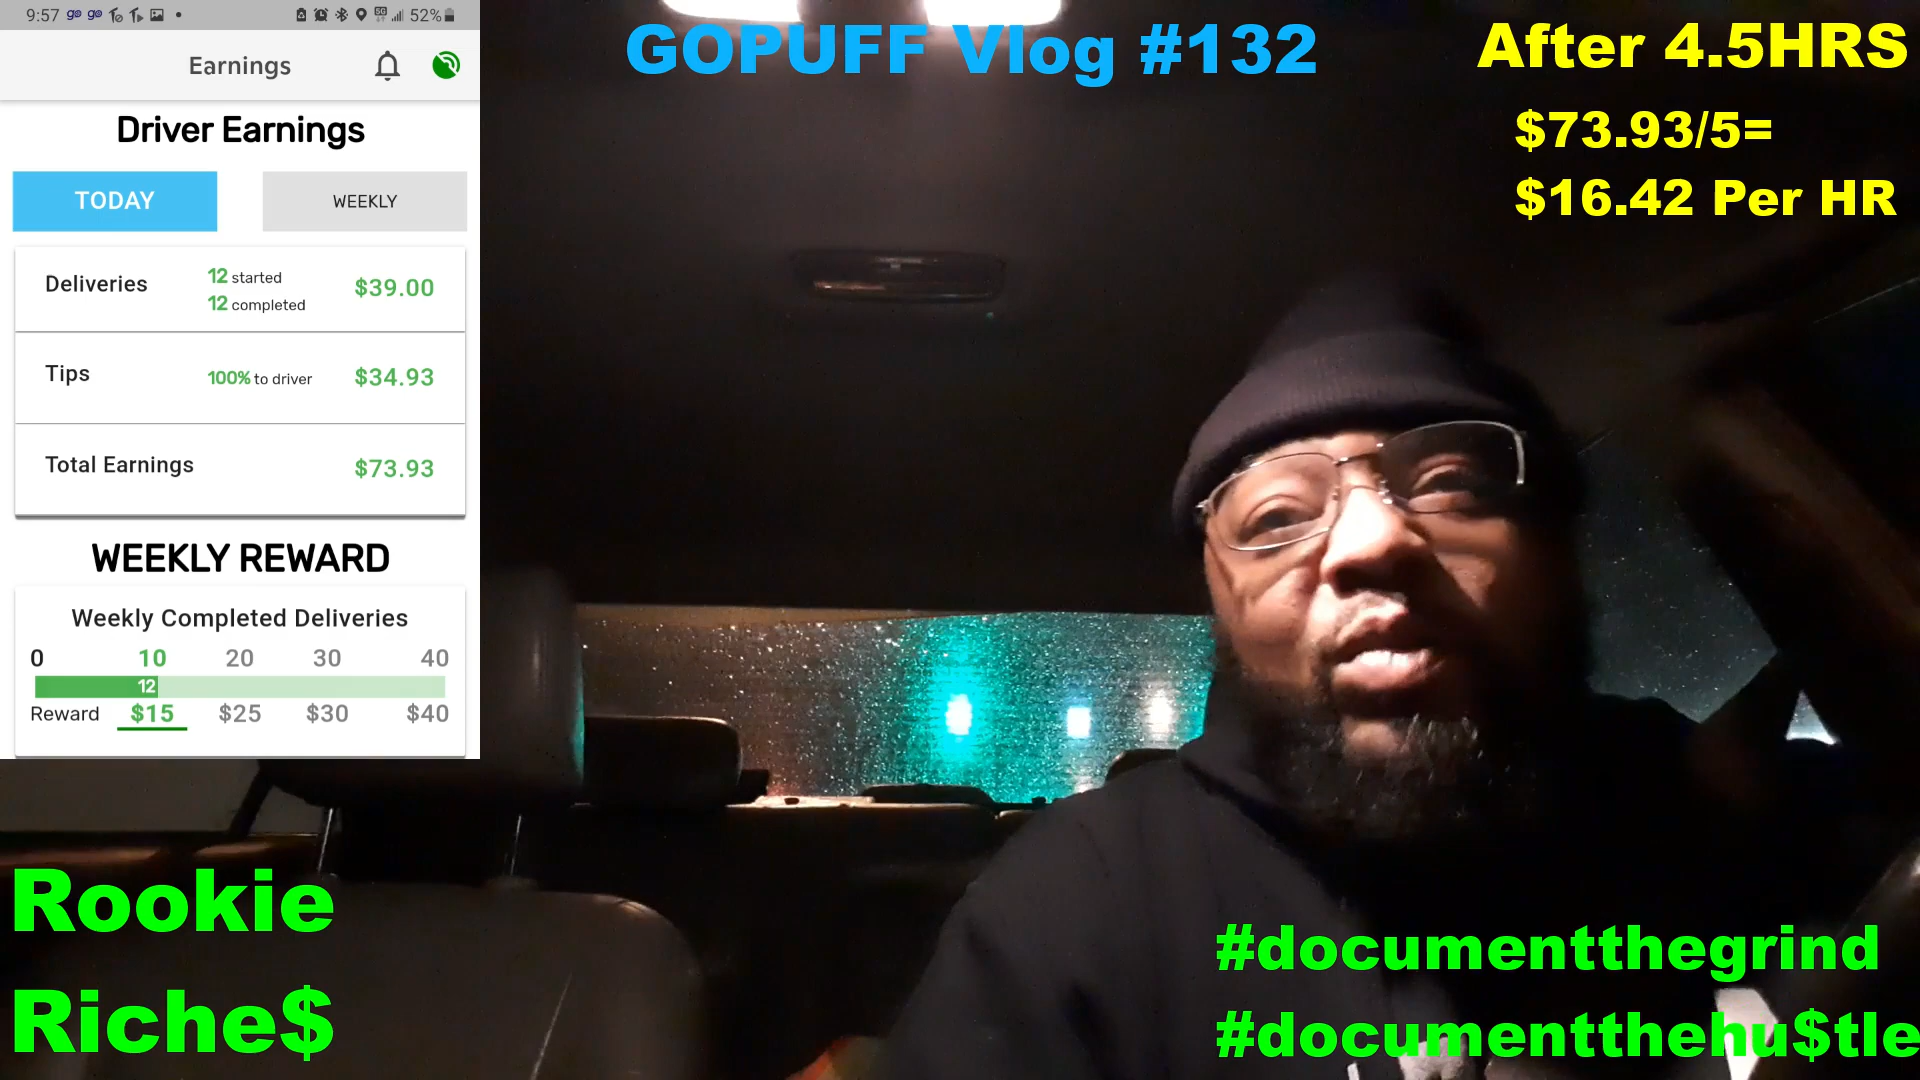 9:57 go go 5G 52%
Earnings
Driver Earnings
TODAY WEEKLY
Deliveries 12 started $39.00
12 completed
Tips 100% to driver $34.93
Total Earnings $73.93
WEEKLY REWARD
Weekly Completed Deliveries
0 10 20 30 40
12
Reward $15 $25 $30 $40
GOPUFF Vlog #132
After 4.5HRS
$73.93/5=
$16.42 Per HR
Rookie
Riche$
#documentthegrind
#documentthehu$tle